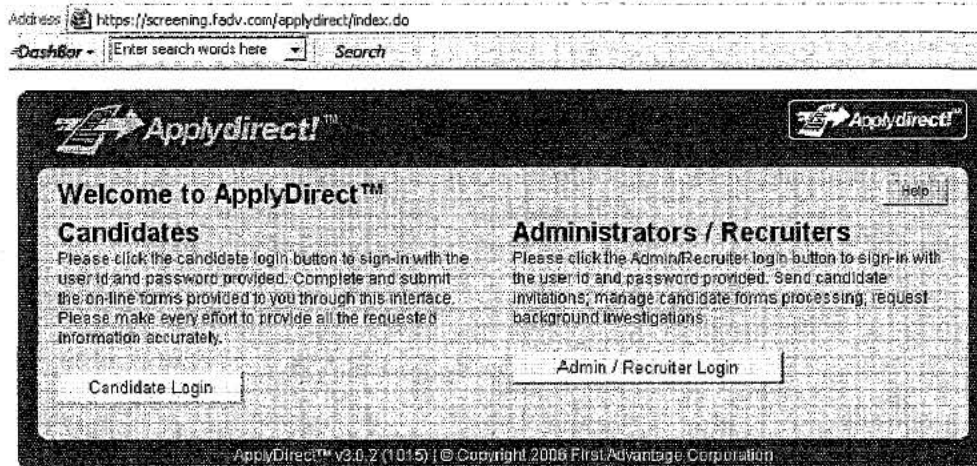 Address https://screening.fadv.com/applydirect/index.do
DashBar Enter search words here Search
Applydirect!™
Applydirect!™
Welcome to ApplyDirect™
Help
Candidates
Please click the candidate login button to sign-in with the
user id and password provided. Complete and submit
the on-line forms provided to you through this interface.
Please make every effort to provide all the requested
information accurately.
Candidate Login
Administrators / Recruiters
Please click the Admin/Recruiter login button to sign-in with
the user id and password provided. Send candidate
invitations, manage candidate forms processing, request
background investigations.
Admin / Recruiter Login
ApplyDirect™ v3.0.2 (1015) | © Copyright 2006 First Advantage Corporation